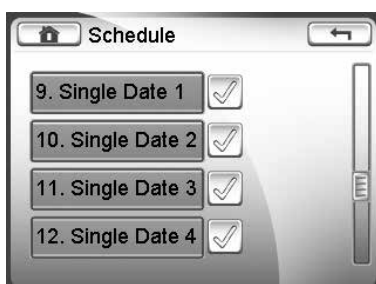 Schedule
9. Single Date 1
10. Single Date 2
11. Single Date 3
12. Single Date 4